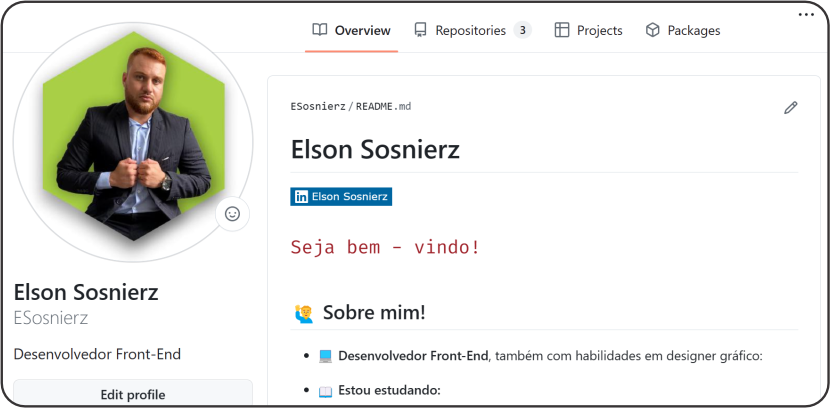 Overview
Repositories 3
Projects
Packages
ESosnierz / README.md
Elson Sosnierz
in Elson Sosnierz
Seja bem - vindo!
Elson Sosnierz
ESosnierz
Desenvolvedor Front-End
Edit profile
Sobre mim!
Desenvolvedor Front-End, também com habilidades em designer gráfico:
Estou estudando: